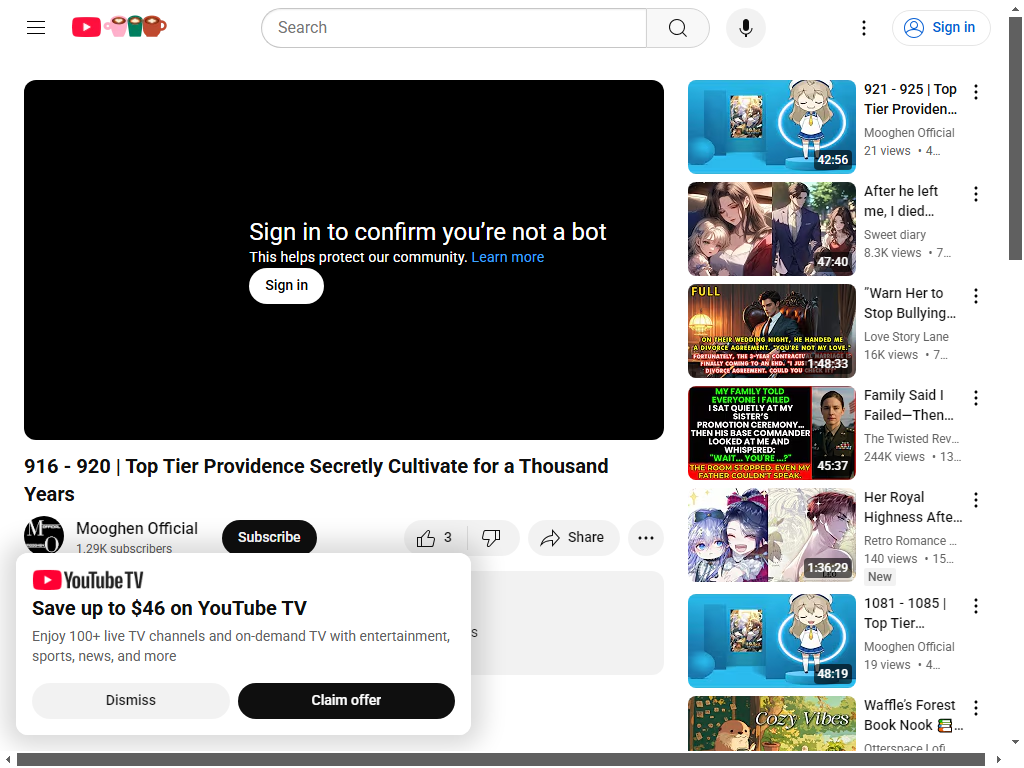 Search
Sign in
Sign in to confirm you're not a bot
This helps protect our community. Learn more
Sign in
916 - 920 | Top Tier Providence Secretly Cultivate for a Thousand
Years
Mooghen Official
1.29K subscribers
Subscribe
3
Share
YouTube TV
Save up to $46 on YouTube TV
Enjoy 100+ live TV channels and on-demand TV with entertainment,
sports, news, and more
Dismiss
Claim offer
42:56
921 - 925 | Top
Tier Providen...
Mooghen Official
21 views • 4...
47:40
After he left
me, I died...
Sweet diary
8.3K views • 7...
FULL
ON THEIR WEDDING NIGHT, HE HANDED ME
A DIVORCE AGREEMENT. "YOU'RE NOT MY LOVE."
FORTUNATELY, THE 3-YEAR CONTRACTUAL MARRIAGE IS
FINALLY COMING TO AN END. "I JUS
DIVORCE AGREEMENT. COULD YOU CHECK IT?"
1:48:33
"Warn Her to
Stop Bullying...
Love Story Lane
16K views • 7...
MY FAMILY TOLD
EVERYONE I FAILED
I SAT QUIETLY AT MY
SISTER'S
PROMOTION CEREMONY...
THEN HIS BASE COMMANDER
LOOKED AT ME AND
WHISPERED:
"WAIT... YOU'RE ...?"
THE ROOM STOPPED. EVEN MY
FATHER COULDN'T SPEAK.
45:37
Family Said I
Failed—Then...
The Twisted Rev...
244K views • 13...
1:36:29
Her Royal
Highness Afte...
Retro Romance ...
140 views • 15...
New
48:19
1081 - 1085 |
Top Tier...
Mooghen Official
19 views • 4...
Cozy Vibes
Waffle's Forest
Book Nook 📚...
Otterspace Lofi